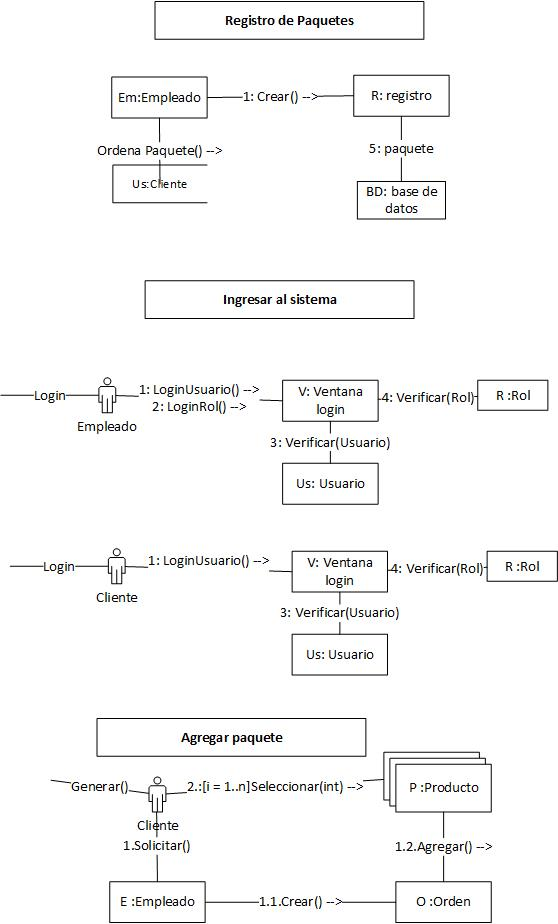 Registro de Paquetes
Em:Empleado
1: Crear() -->
R: registro
Ordena Paquete() -->
5: paquete
Us:Cliente
BD: base de
datos
Ingresar al sistema
Login
1: LoginUsuario() -->
2: LoginRol() -->
V: Ventana
login
4: Verificar(Rol)
R :Rol
Empleado
3: Verificar(Usuario)
Us: Usuario
Login
1: LoginUsuario() -->
V: Ventana
login
4: Verificar(Rol)
R :Rol
Cliente
3: Verificar(Usuario)
Us: Usuario
Agregar paquete
Generar()
2.:[i = 1..n]Seleccionar(int) -->
P :Producto
Cliente
1.Solicitar()
1.2.Agregar() -->
E :Empleado
1.1.Crear() -->
O :Orden